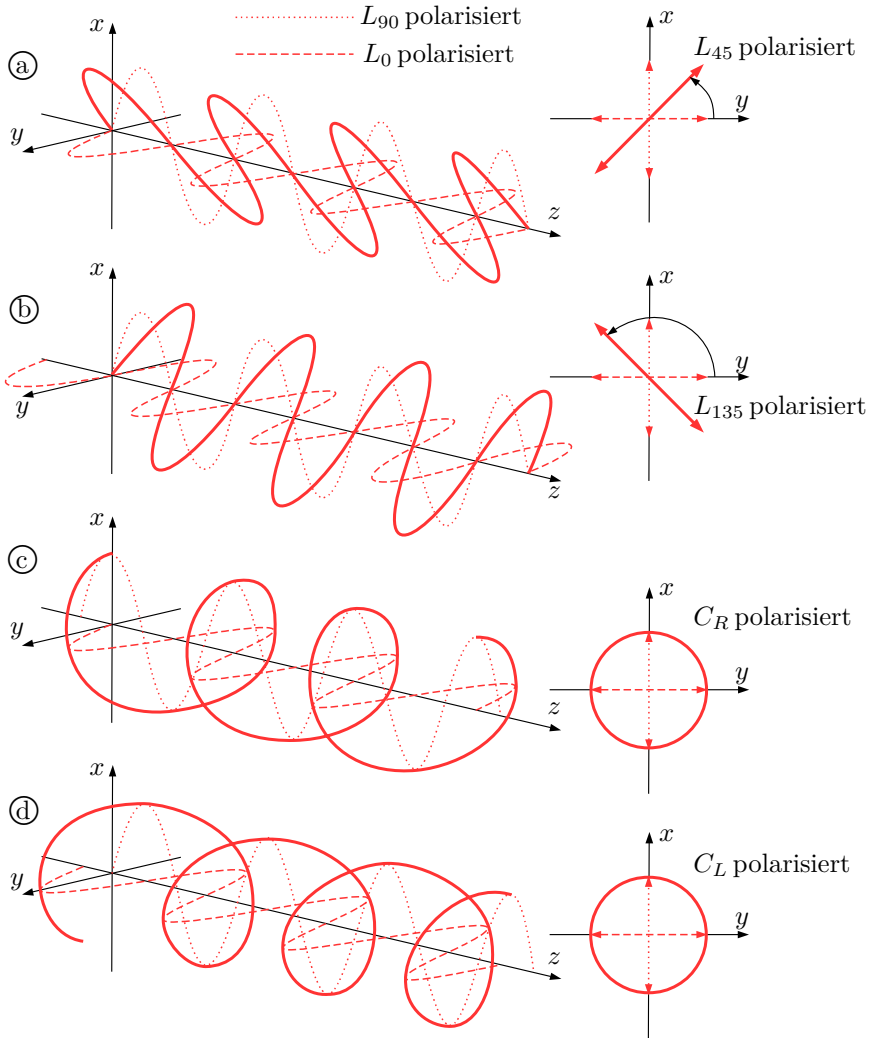 L90 polarisiert
L0 polarisiert
a
x
y
z
x
y
L45 polarisiert
b
x
y
z
x
y
L135 polarisiert
c
x
y
z
x
y
CR polarisiert
d
x
y
z
x
y
CL polarisiert